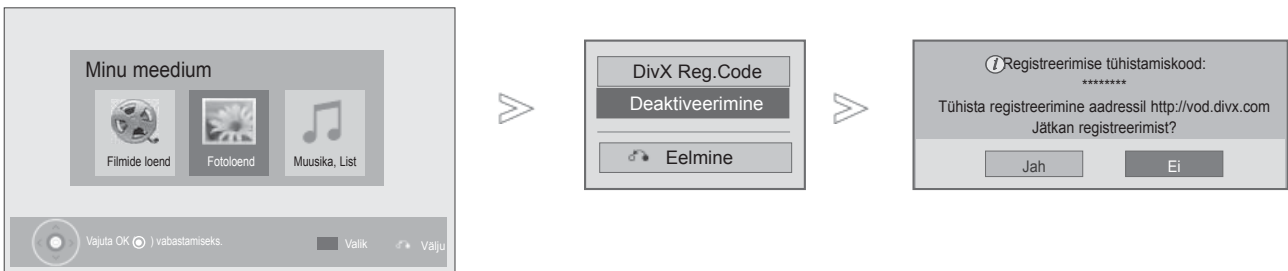 Minu meedium
Filmide loend
Fotoloend
Muusika, List
Vajuta OK ) vabastamiseks.
Valik
Välju
DivX Reg.Code
Deaktiveerimine
Eelmine
Registreerimise tühistamiskood:
********
Tühista registreerimine aadressil http://vod.divx.com
Jätkan registreerimist?
Jah
Ei